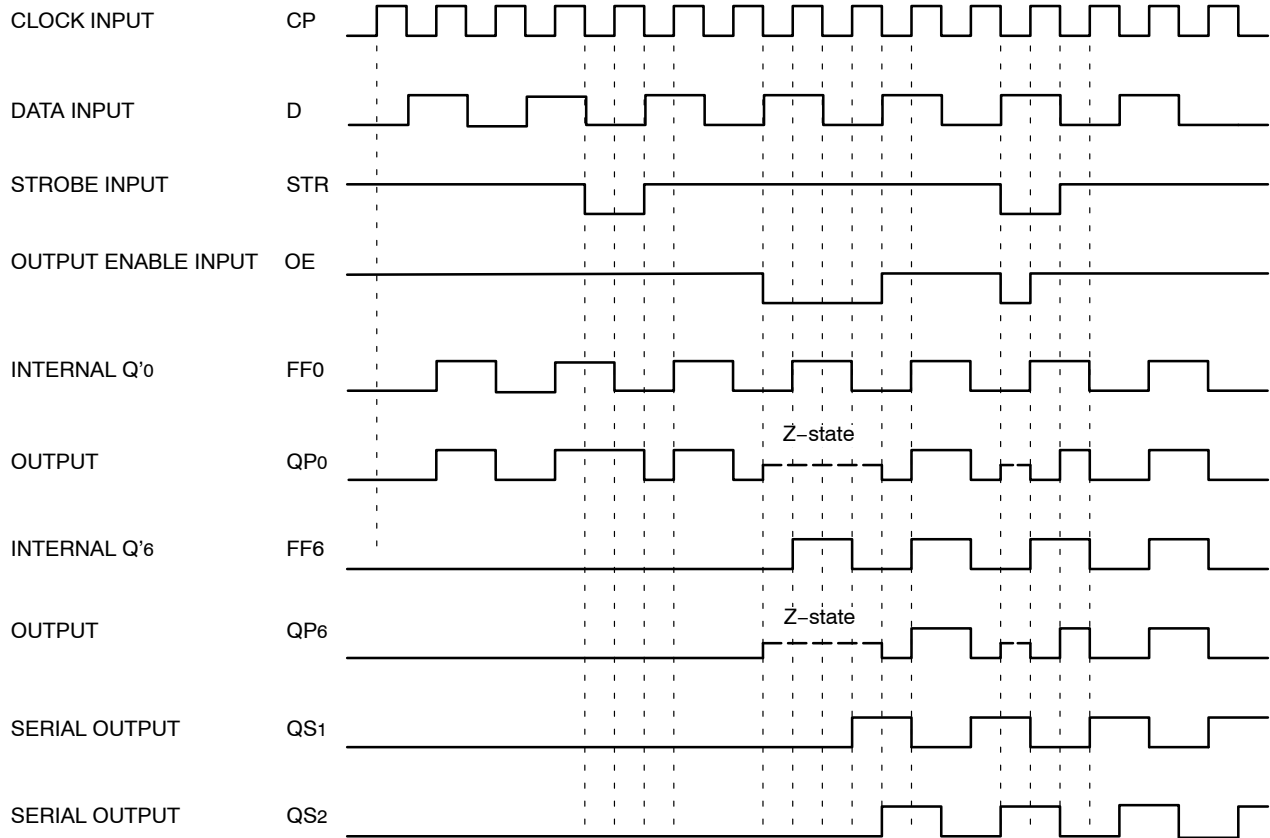 CLOCK INPUT CP
DATA INPUT D
STROBE INPUT STR
OUTPUT ENABLE INPUT OE
INTERNAL Q’0 FF0
Z−state
OUTPUT QP0
INTERNAL Q’6 FF6
Z−state
OUTPUT QP6
SERIAL OUTPUT QS1
SERIAL OUTPUT QS2